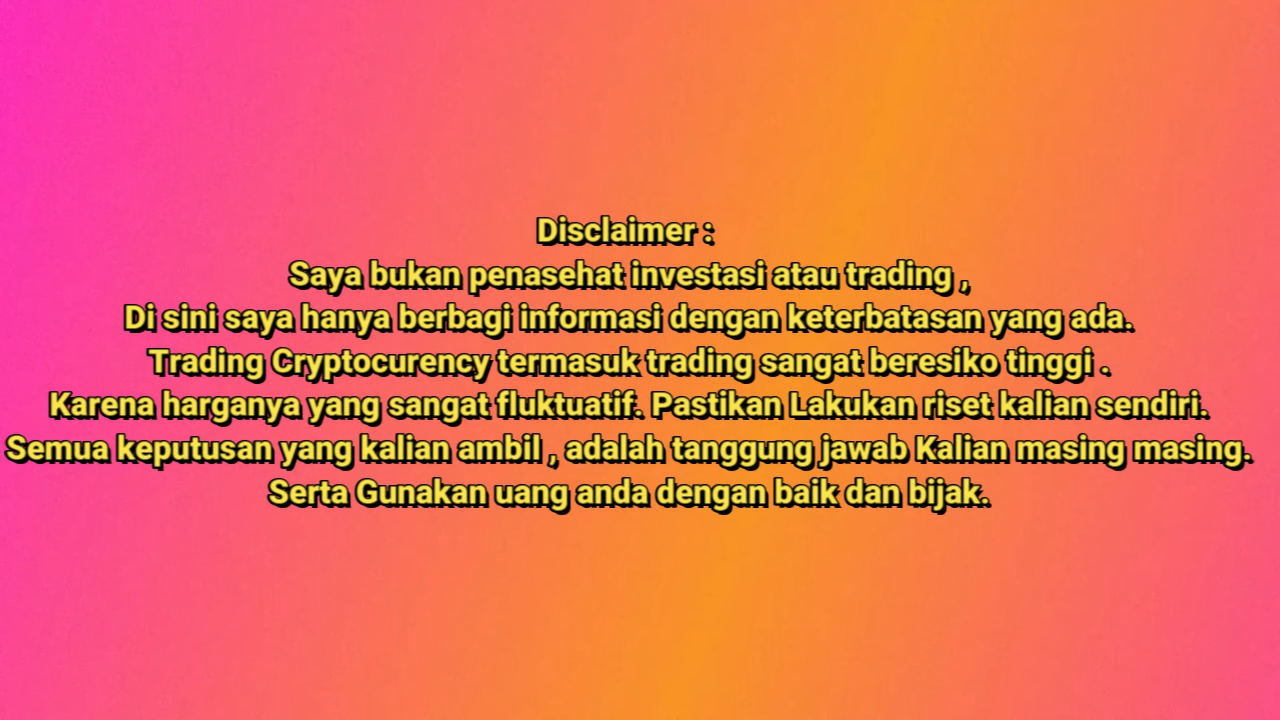 Disclaimer :
Saya bukan penasehat investasi atau trading ,
Di sini saya hanya berbagi informasi dengan keterbatasan yang ada.
Trading Cryptocurency termasuk trading sangat beresiko tinggi .
Karena harganya yang sangat fluktuatif. Pastikan Lakukan riset kalian sendiri.
Semua keputusan yang kalian ambil , adalah tanggung jawab Kalian masing masing.
Serta Gunakan uang anda dengan baik dan bijak.